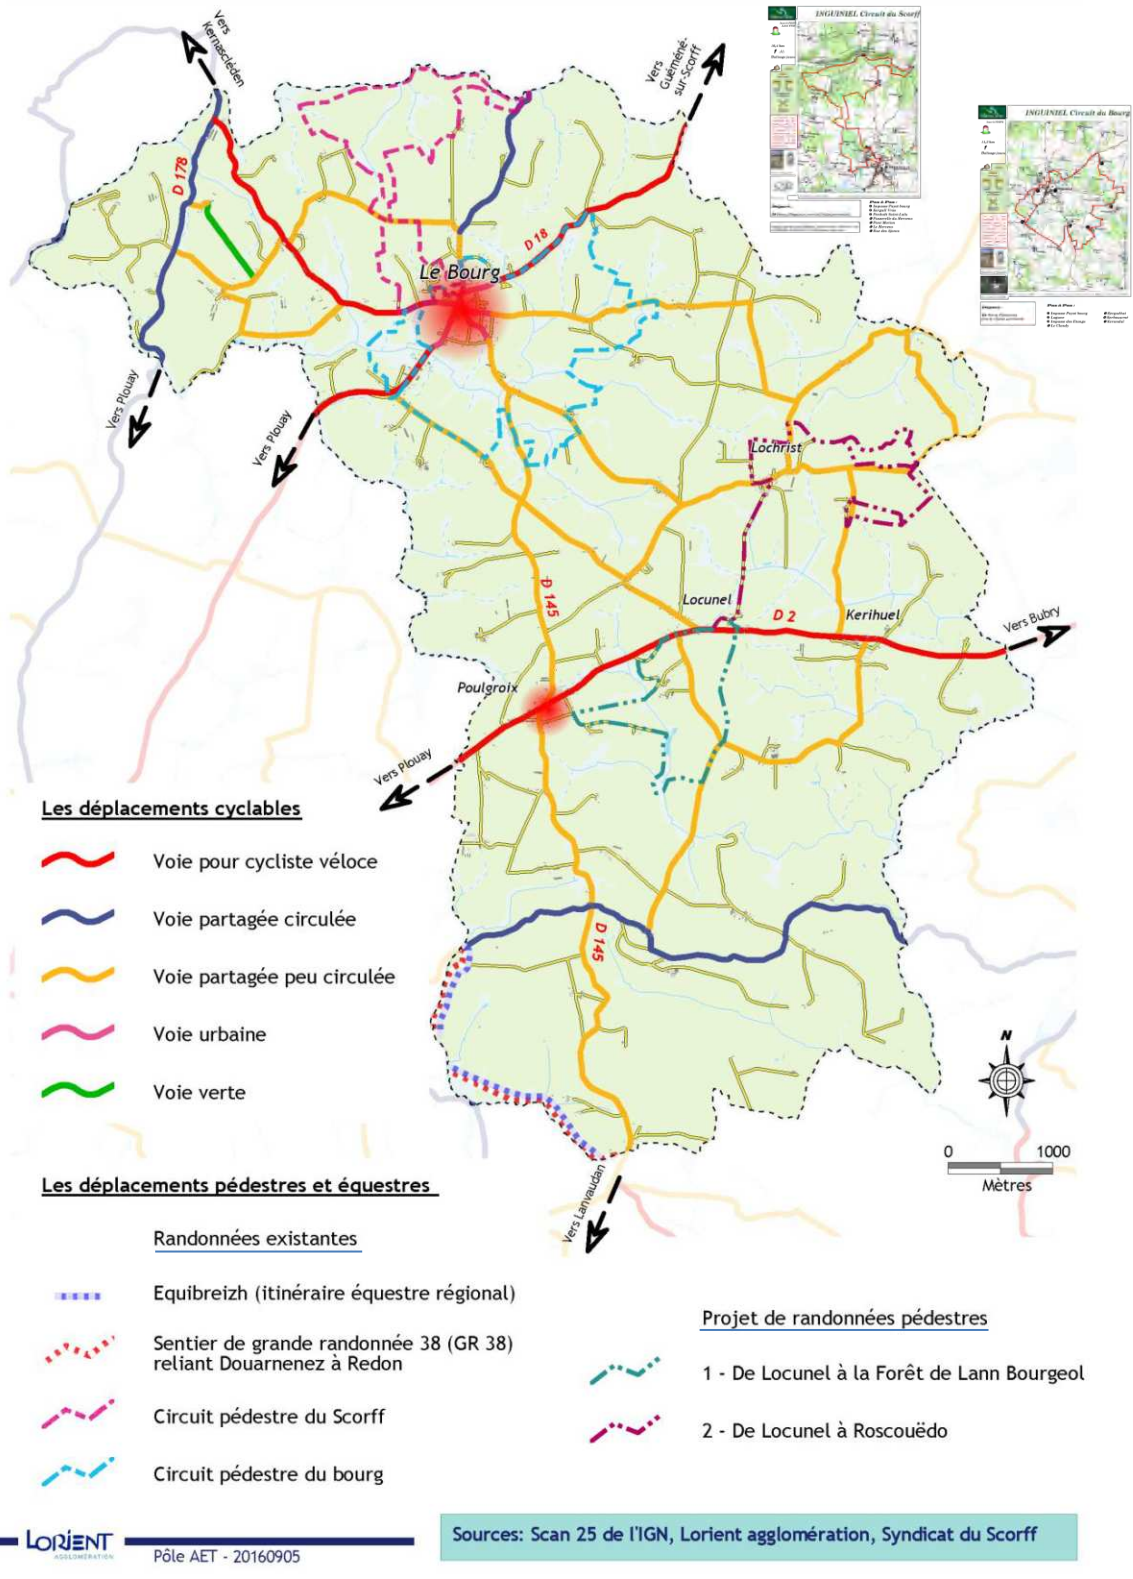 Vers
Kernascléden
Vers
Guéméné-
sur-Scorff
INGUINIEL Circuit du Scorff
INGUINIEL Circuit du Bourg
D 178
D 18
Le Bourg
Vers Plouay
Vers Plouay
Lochrist
D 145
Locunel
D 2
Kerihuel
Vers Bubry
Poulgroix
Vers Plouay
D 145
Vers Lanvaudan
N
0 1000
Mètres
Les déplacements cyclables
Voie pour cycliste véloce
Voie partagée circulée
Voie partagée peu circulée
Voie urbaine
Voie verte
Les déplacements pédestres et équestres
Randonnées existantes
Equibreizh (itinéraire équestre régional)
Sentier de grande randonnée 38 (GR 38)
reliant Douarnenez à Redon
Circuit pédestre du Scorff
Circuit pédestre du bourg
Projet de randonnées pédestres
1 - De Locunel à la Forêt de Lann Bourgeol
2 - De Locunel à Roscouëdo
LORIENT
AGGLOMÉRATION
Pôle AET - 20160905
Sources: Scan 25 de l'IGN, Lorient agglomération, Syndicat du Scorff